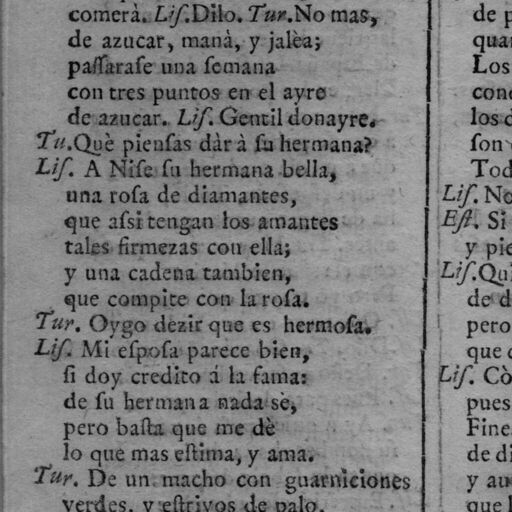 comerà. Liſ.Dilo. Tur.No mas,
de azucar, manà, y jalèa;
paſſaraſe una ſemana
con tres puntos en el ayre
de azucar. Liſ. Gentil donayre.
Tu.Què pienſas dàr à ſu hermana?
Liſ. A Niſe ſu hermana bella,
una roſa de diamantes,
que aſsi tengan los amantes
tales firmezas con ella;
y una cadena tambien,
que compite con la roſa.
Tur. Oygo dezir que es hermoſa.
Liſ. Mi eſpoſa parece bien,
ſi doy credito á la fama:
de ſu hermana nada sè,
pero baſta que me dè
lo que mas eſtima, y ama.
Tur. De un macho con guarniciones
verdes, y eſtrivos de palo,
de p
quan
Los
conc
los d
ſon
Tod
Liſ. No
Eſt. Si
y pie
Liſ.Qui
de d
pero
que
Liſ. Cò
pues
Fine
de di
y au
que